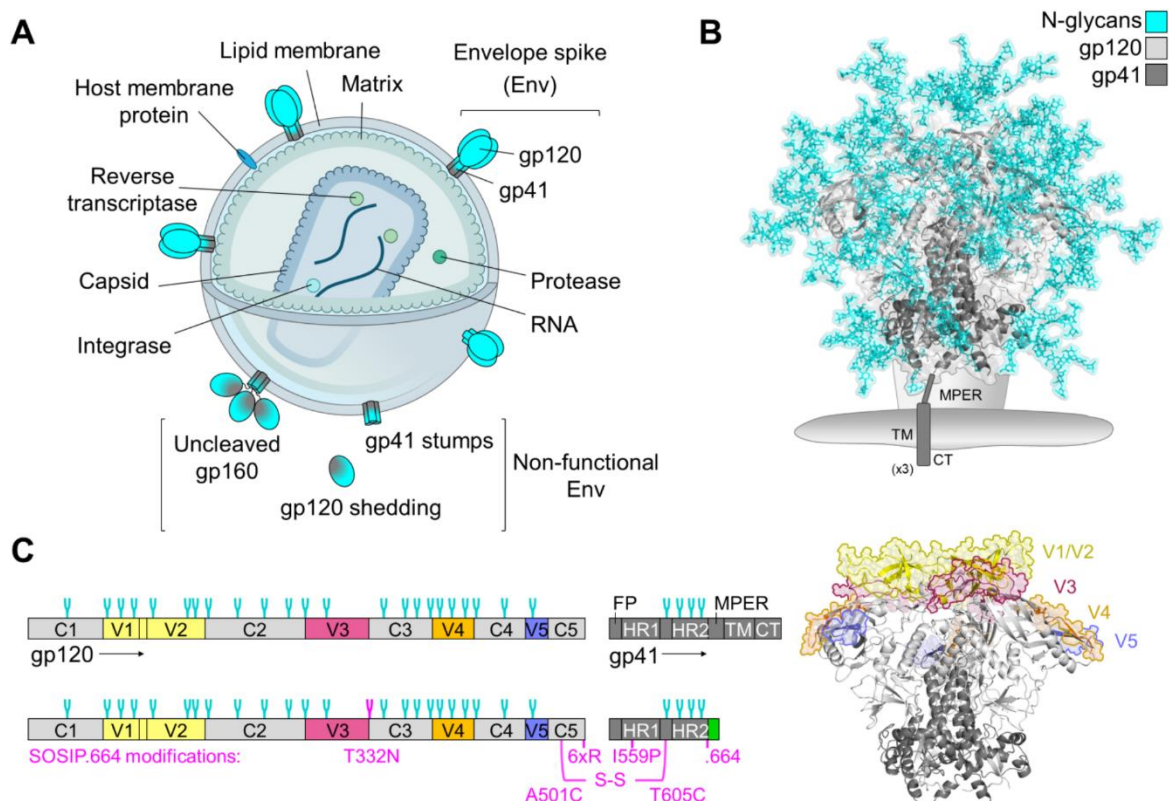 A
Lipid membrane
Matrix
Host membrane
protein
Envelope spike
(Env)
gp120
gp41
Reverse
transcriptase
Capsid
Protease
Integrase
RNA
Uncleaved
gp160
gp41 stumps
gp120 shedding
Non-functional
Env
B
N-glycans
gp120
gp41
MPER
TM
CT
(x3)
C
C1 V1 V2 C2 V3 C3 V4 C4 V5 C5
gp120
FP MPER
HR1 HR2 TM CT
gp41
C1 V1 V2 C2 V3 C3 V4 C4 V5 C5
HR1 HR2
SOSIP.664 modifications: T332N 6xR I559P .664
S-S
A501C T605C
V1/V2
V3
V4
V5